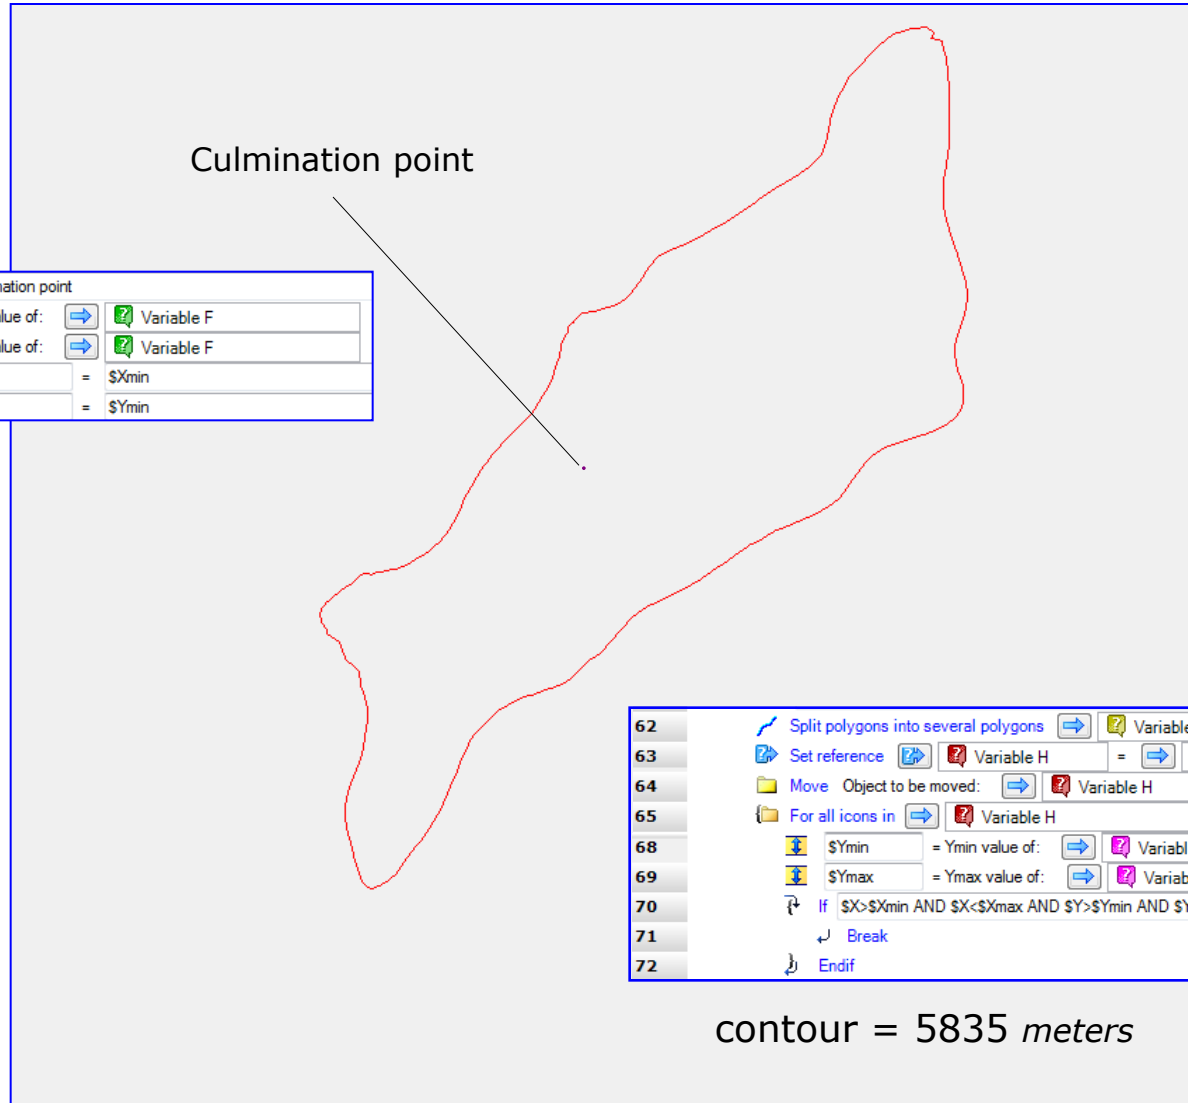 Culmination point
nation point
lue of: Variable F
lue of: Variable F
= $Xmin
= $Ymin
62 Split polygons into several polygons Variable
63 Set reference Variable H =
64 Move Object to be moved: Variable H
65 For all icons in Variable H
68 $Ymin = Ymin value of: Variabl
69 $Ymax = Ymax value of: Variab
70 If $X>$Xmin AND $X<$Xmax AND $Y>$Ymin AND $Y
71 Break
72 Endif
contour = 5835 meters